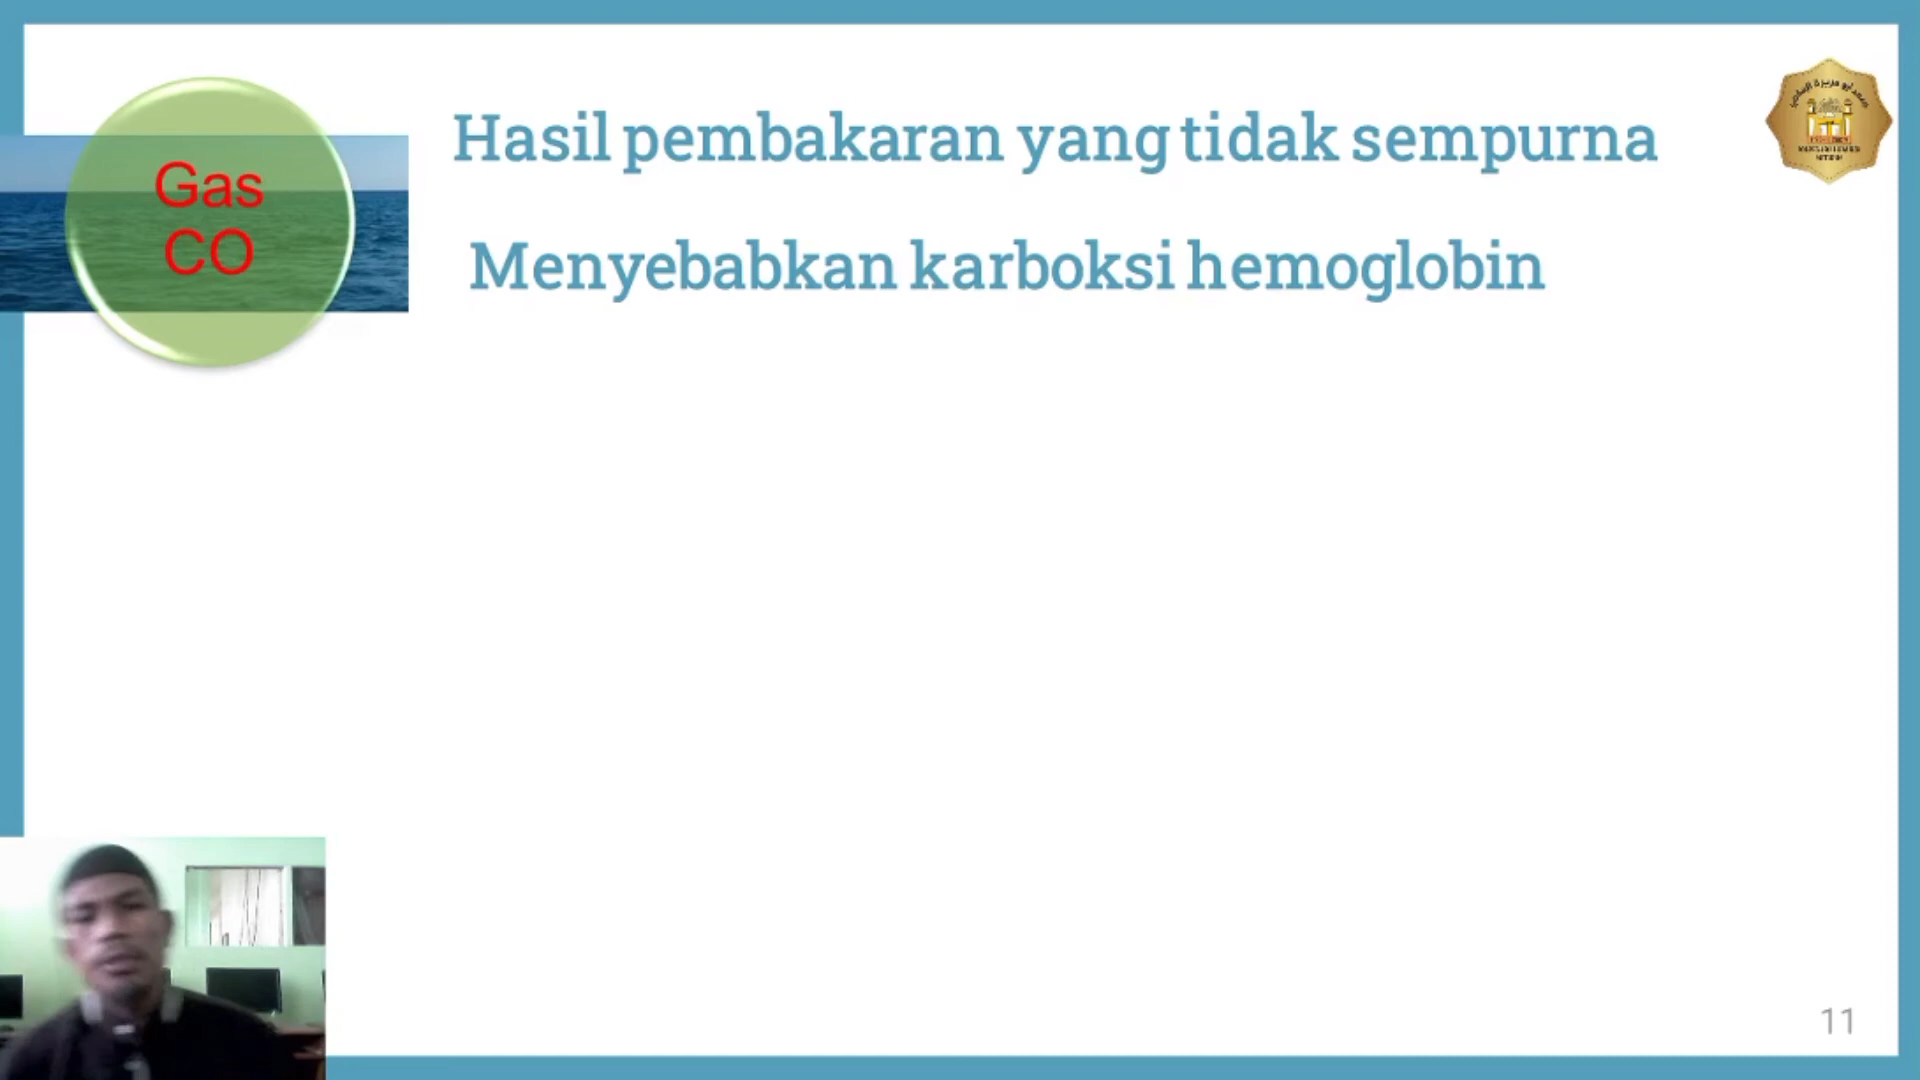 Gas
CO
Hasil pembakaran yang tidak sempurna
Menyebabkan karboksi hemoglobin
11